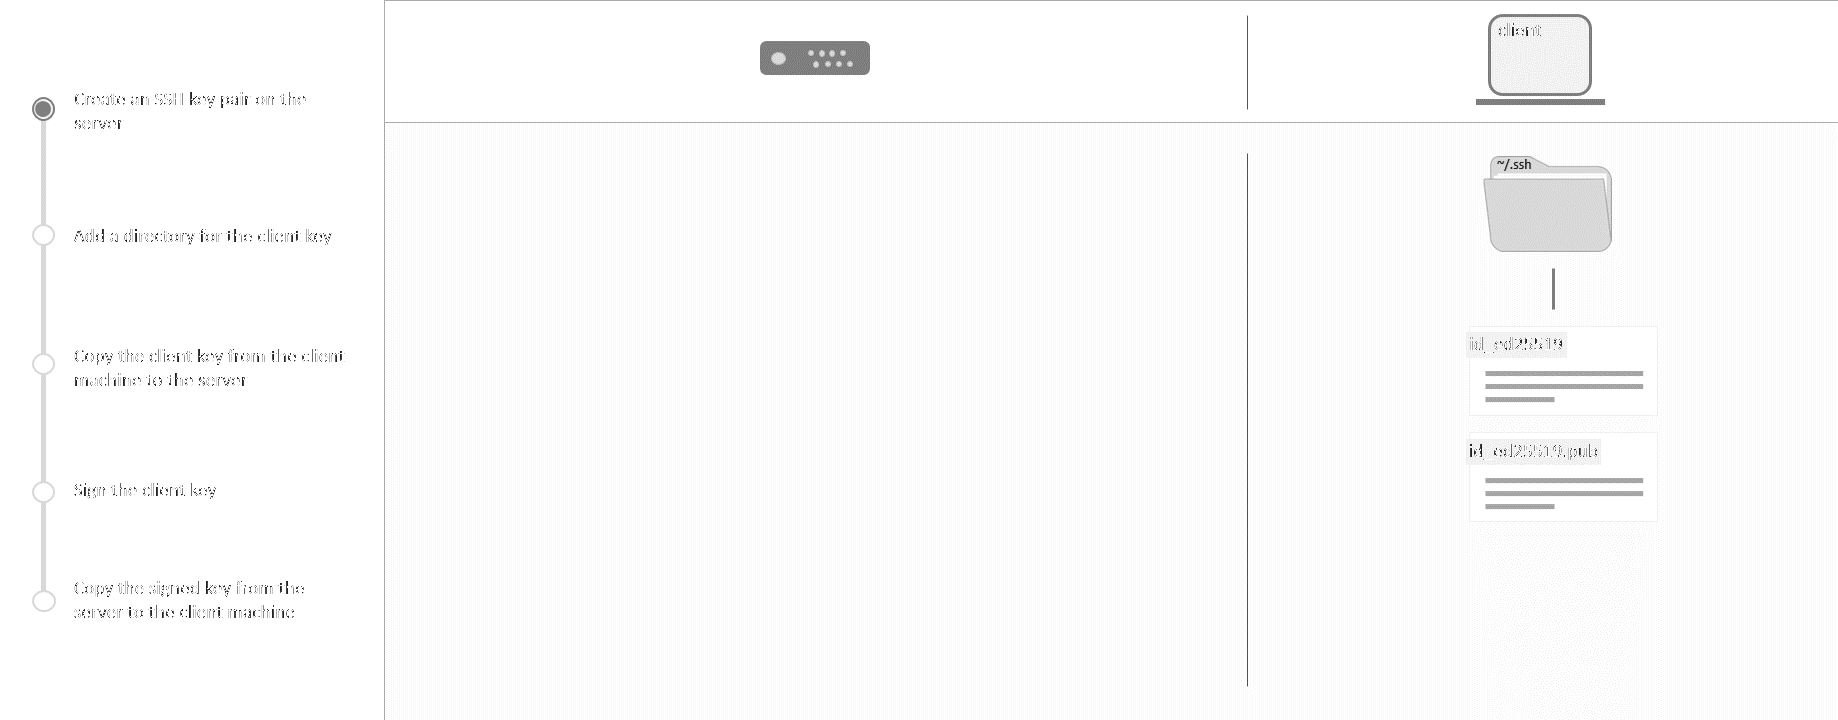 Create an SSH key pair on the
server
Add a directory for the client key
Copy the client key from the client
machine to the server
Sign the client key
Copy the signed key from the
server to the client machine
client
~/.ssh
id_ed25519
id_ed25519.pub